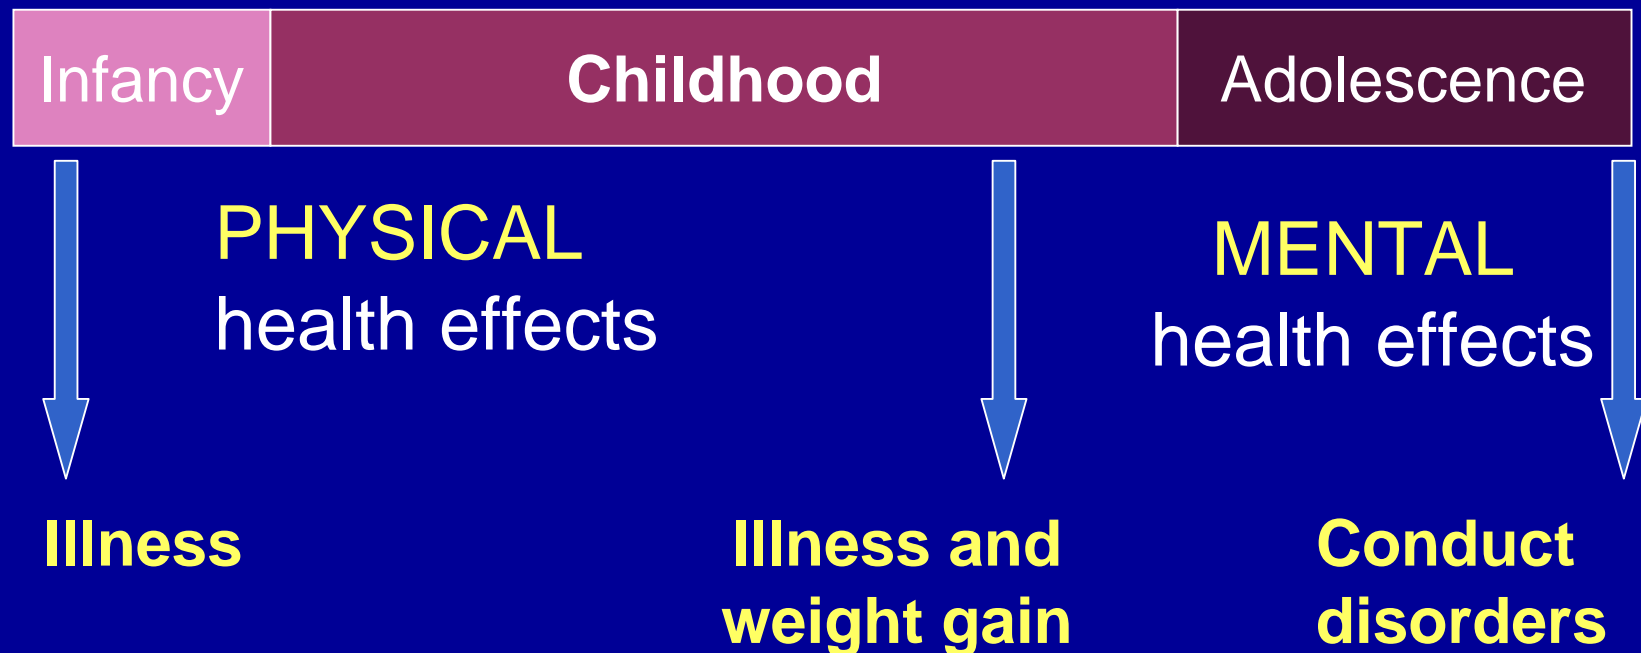 Infancy
Childhood
Adolescence
PHYSICAL
health effects
MENTAL
health effects
Illness
Illness and
weight gain
Conduct
disorders